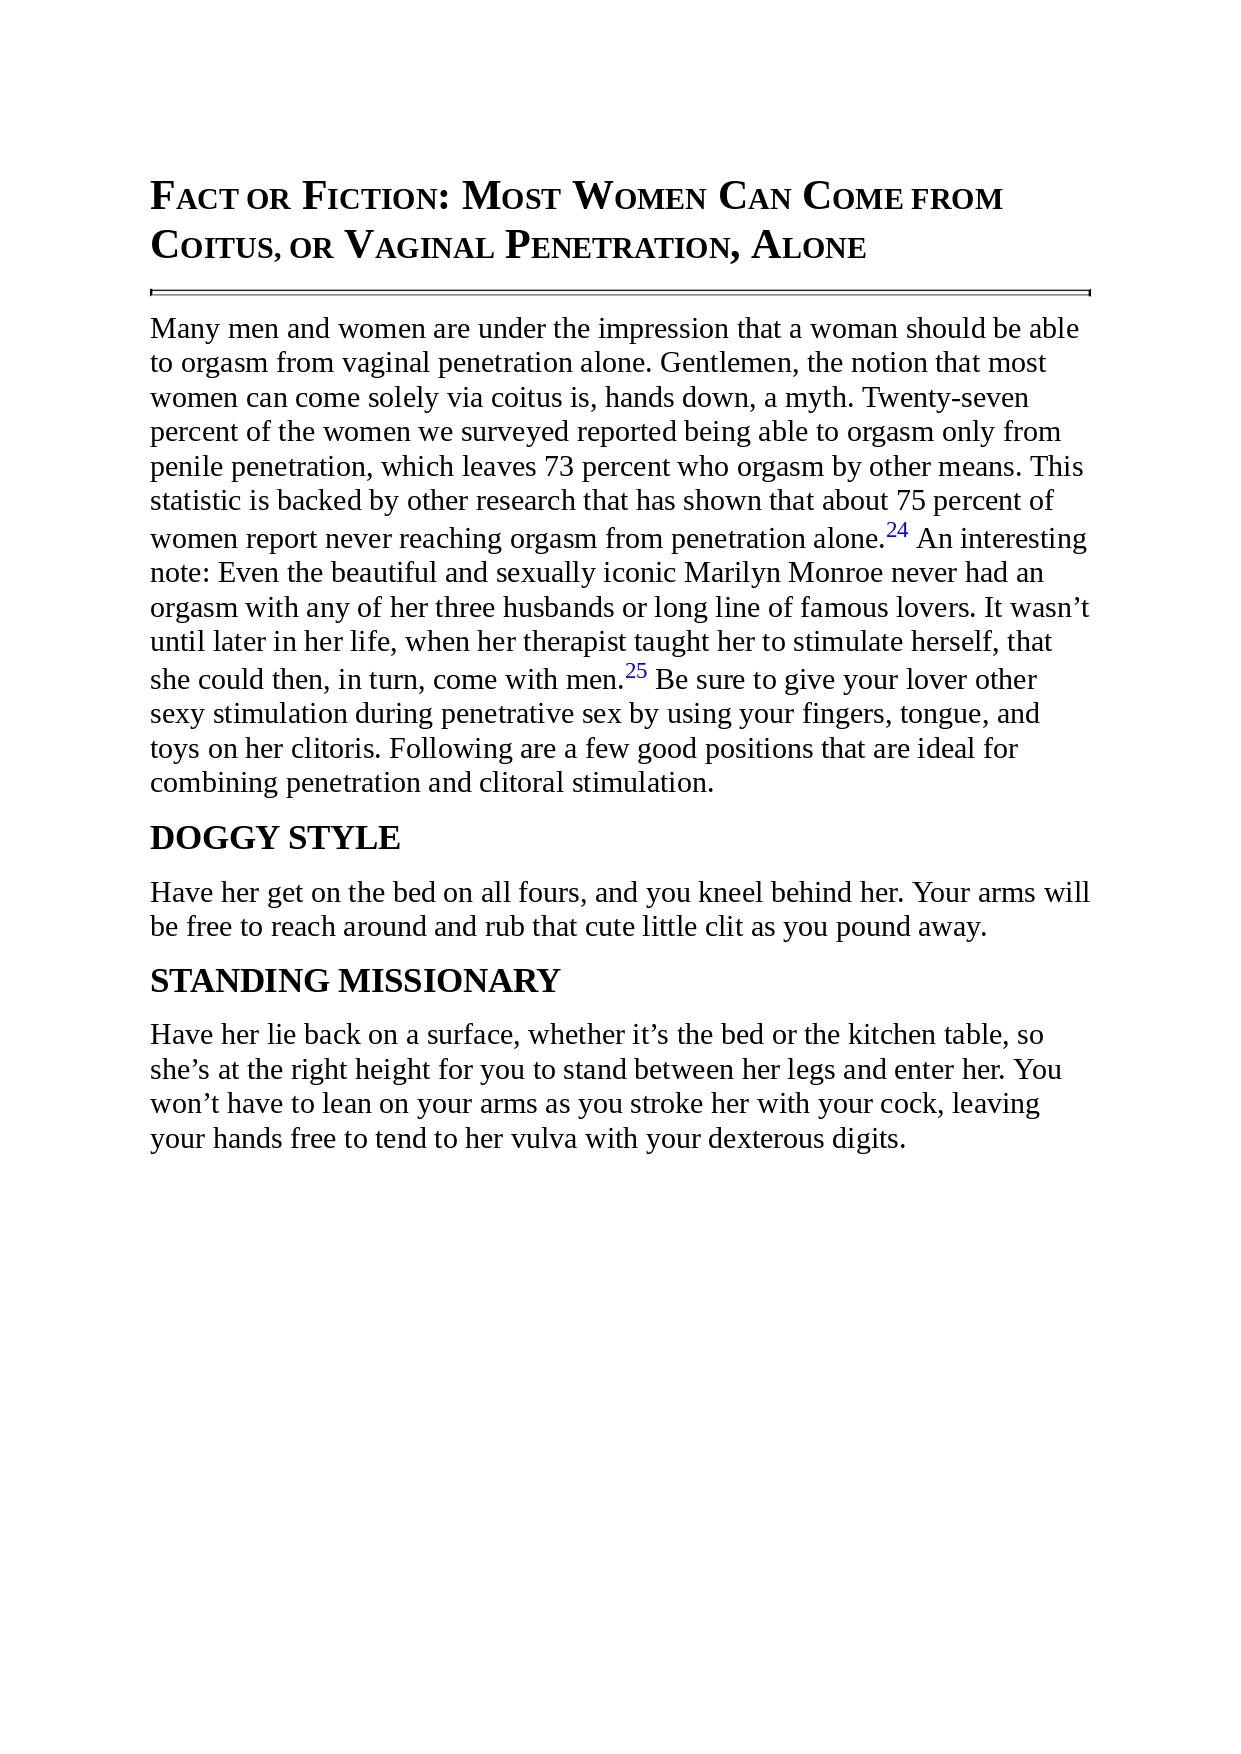 Fact or Fiction: Most Women Can Come from
Coitus, or Vaginal Penetration, Alone
Many men and women are under the impression that a woman should be able
to orgasm from vaginal penetration alone. Gentlemen, the notion that most
women can come solely via coitus is, hands down, a myth. Twenty-seven
percent of the women we surveyed reported being able to orgasm only from
penile penetration, which leaves 73 percent who orgasm by other means. This
statistic is backed by other research that has shown that about 75 percent of
women report never reaching orgasm from penetration alone.24 An interesting
note: Even the beautiful and sexually iconic Marilyn Monroe never had an
orgasm with any of her three husbands or long line of famous lovers. It wasn’t
until later in her life, when her therapist taught her to stimulate herself, that
she could then, in turn, come with men.25 Be sure to give your lover other
sexy stimulation during penetrative sex by using your fingers, tongue, and
toys on her clitoris. Following are a few good positions that are ideal for
combining penetration and clitoral stimulation.
DOGGY STYLE
Have her get on the bed on all fours, and you kneel behind her. Your arms will
be free to reach around and rub that cute little clit as you pound away.
STANDING MISSIONARY
Have her lie back on a surface, whether it’s the bed or the kitchen table, so
she’s at the right height for you to stand between her legs and enter her. You
won’t have to lean on your arms as you stroke her with your cock, leaving
your hands free to tend to her vulva with your dexterous digits.